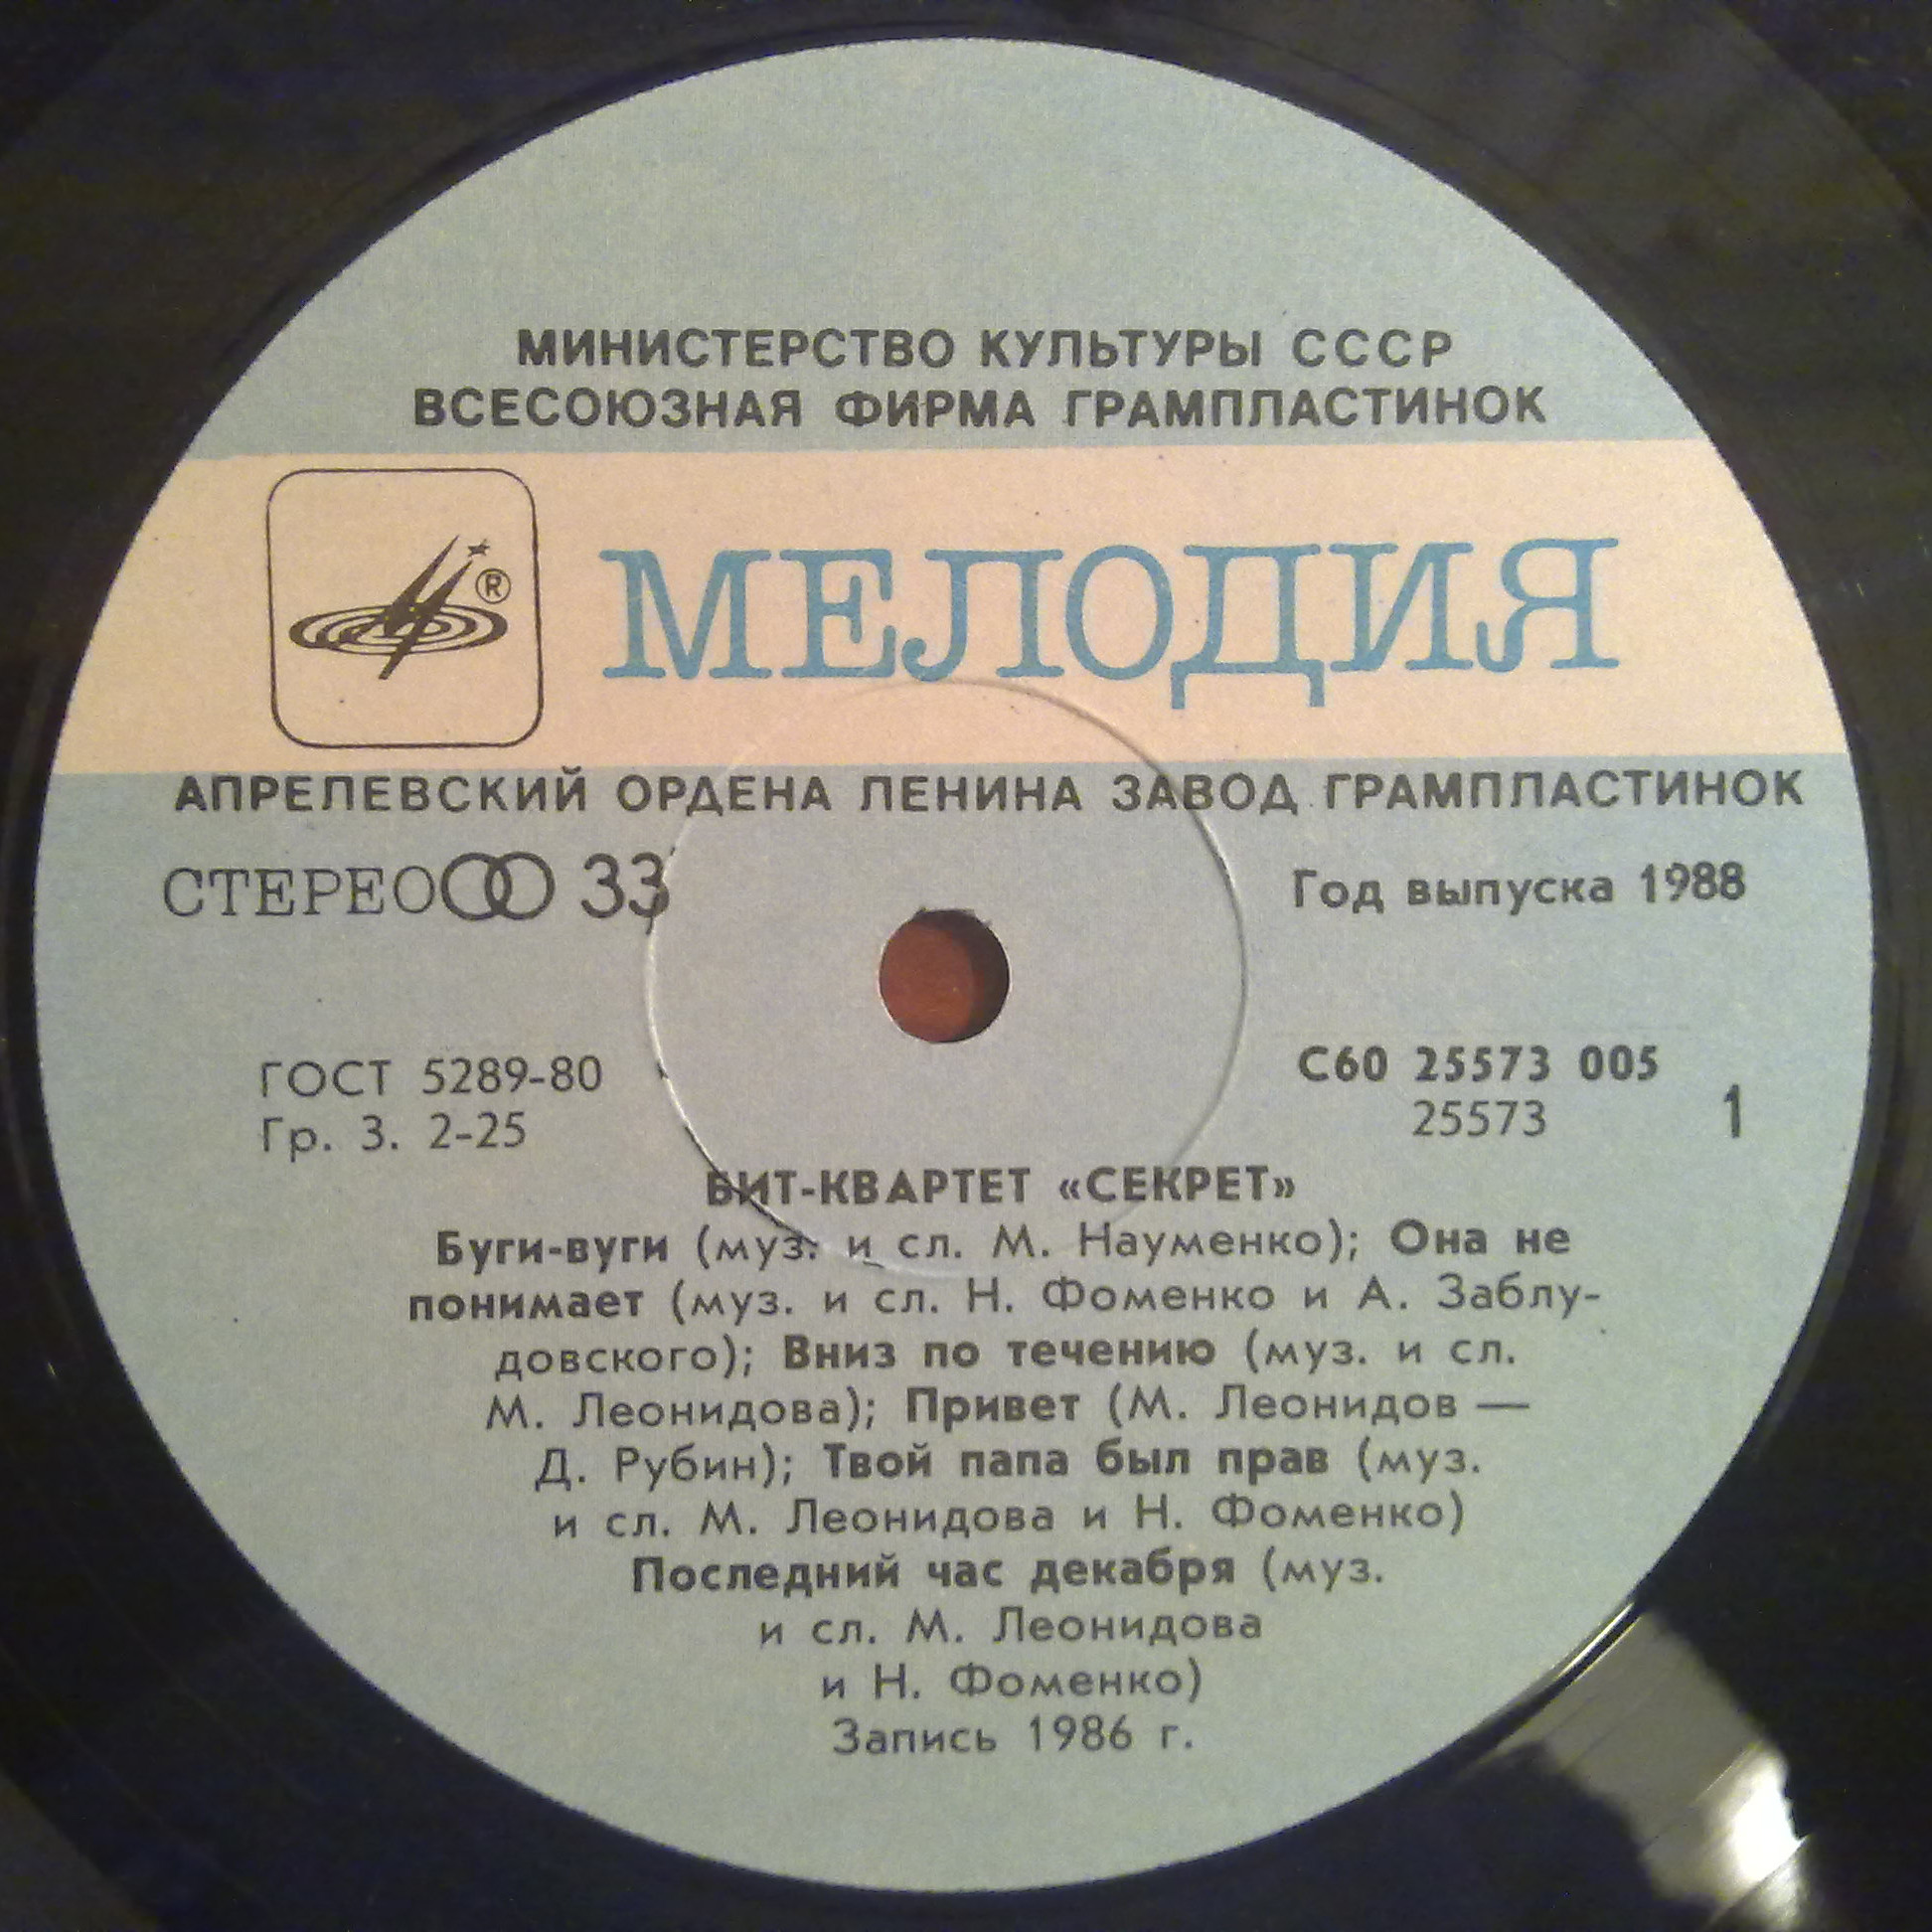 МИНИСТЕРСТВО КУЛЬТУРЫ СССР
ВСЕСОЮЗНАЯ ФИРМА ГРАМПЛАСТИНОК
®
МЕЛОДИЯ
АПРЕЛЕВСКИЙ ОРДЕНА ЛЕНИНА ЗАВОД ГРАМПЛАСТИНОК
СТЕРЕО 33
Год выпуска 1988
ГОСТ 5289-80
Гр. 3. 2-25
С60 25573 005
25573
1
БИТ-КВАРТЕТ «СЕКРЕТ»
Буги-вуги (муз. и сл. М. Науменко); Она не
понимает (муз. и сл. Н. Фоменко и А. Заблу-
довского); Вниз по течению (муз. и сл.
М. Леонидова); Привет (М. Леонидов —
Д. Рубин); Твой папа был прав (муз.
и сл. М. Леонидова и Н. Фоменко)
Последний час декабря (муз.
и сл. М. Леонидова
и Н. Фоменко)
Запись 1986 г.